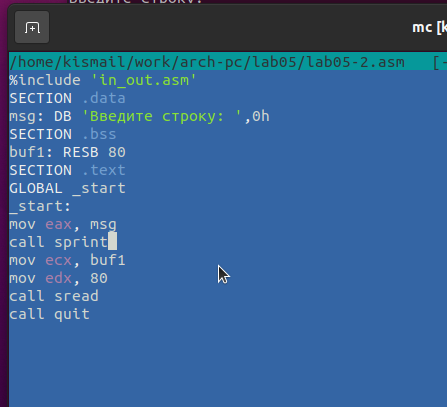 Введите строку:
mc [k
/home/kismail/work/arch-pc/lab05/lab05-2.asm [-
%include 'in_out.asm'
SECTION .data
msg: DB 'Введите строку: ',0h
SECTION .bss
buf1: RESB 80
SECTION .text
GLOBAL _start
_start:
mov eax, msg
call sprint
mov ecx, buf1
mov edx, 80
call sread
call quit